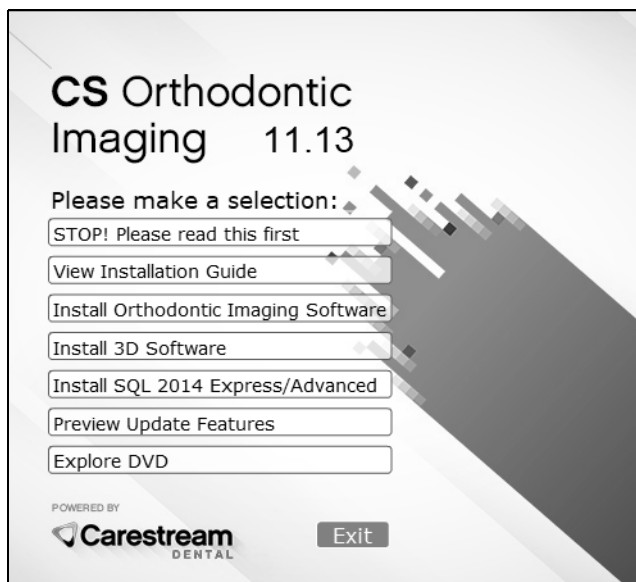 CS Orthodontic
Imaging 11.13
Please make a selection:
STOP! Please read this first
View Installation Guide
Install Orthodontic Imaging Software
Install 3D Software
Install SQL 2014 Express/Advanced
Preview Update Features
Explore DVD
POWERED BY
Carestream
DENTAL
Exit